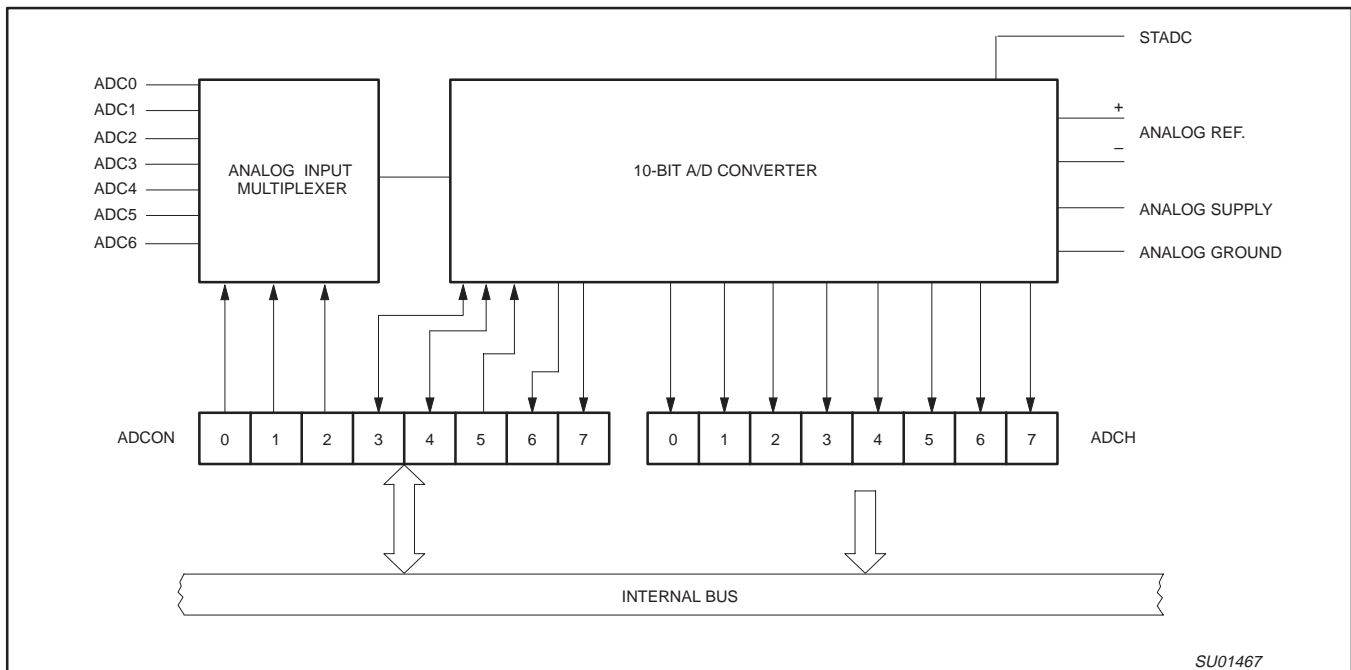 STADC
ADC0
ADC1
ADC2
ADC3
ADC4
ADC5
ADC6
ANALOG INPUT
MULTIPLEXER
10-BIT A/D CONVERTER
+
ANALOG REF.
–
ANALOG SUPPLY
ANALOG GROUND
ADCON 0 1 2 3 4 5 6 7
0 1 2 3 4 5 6 7 ADCH
INTERNAL BUS
SU01467